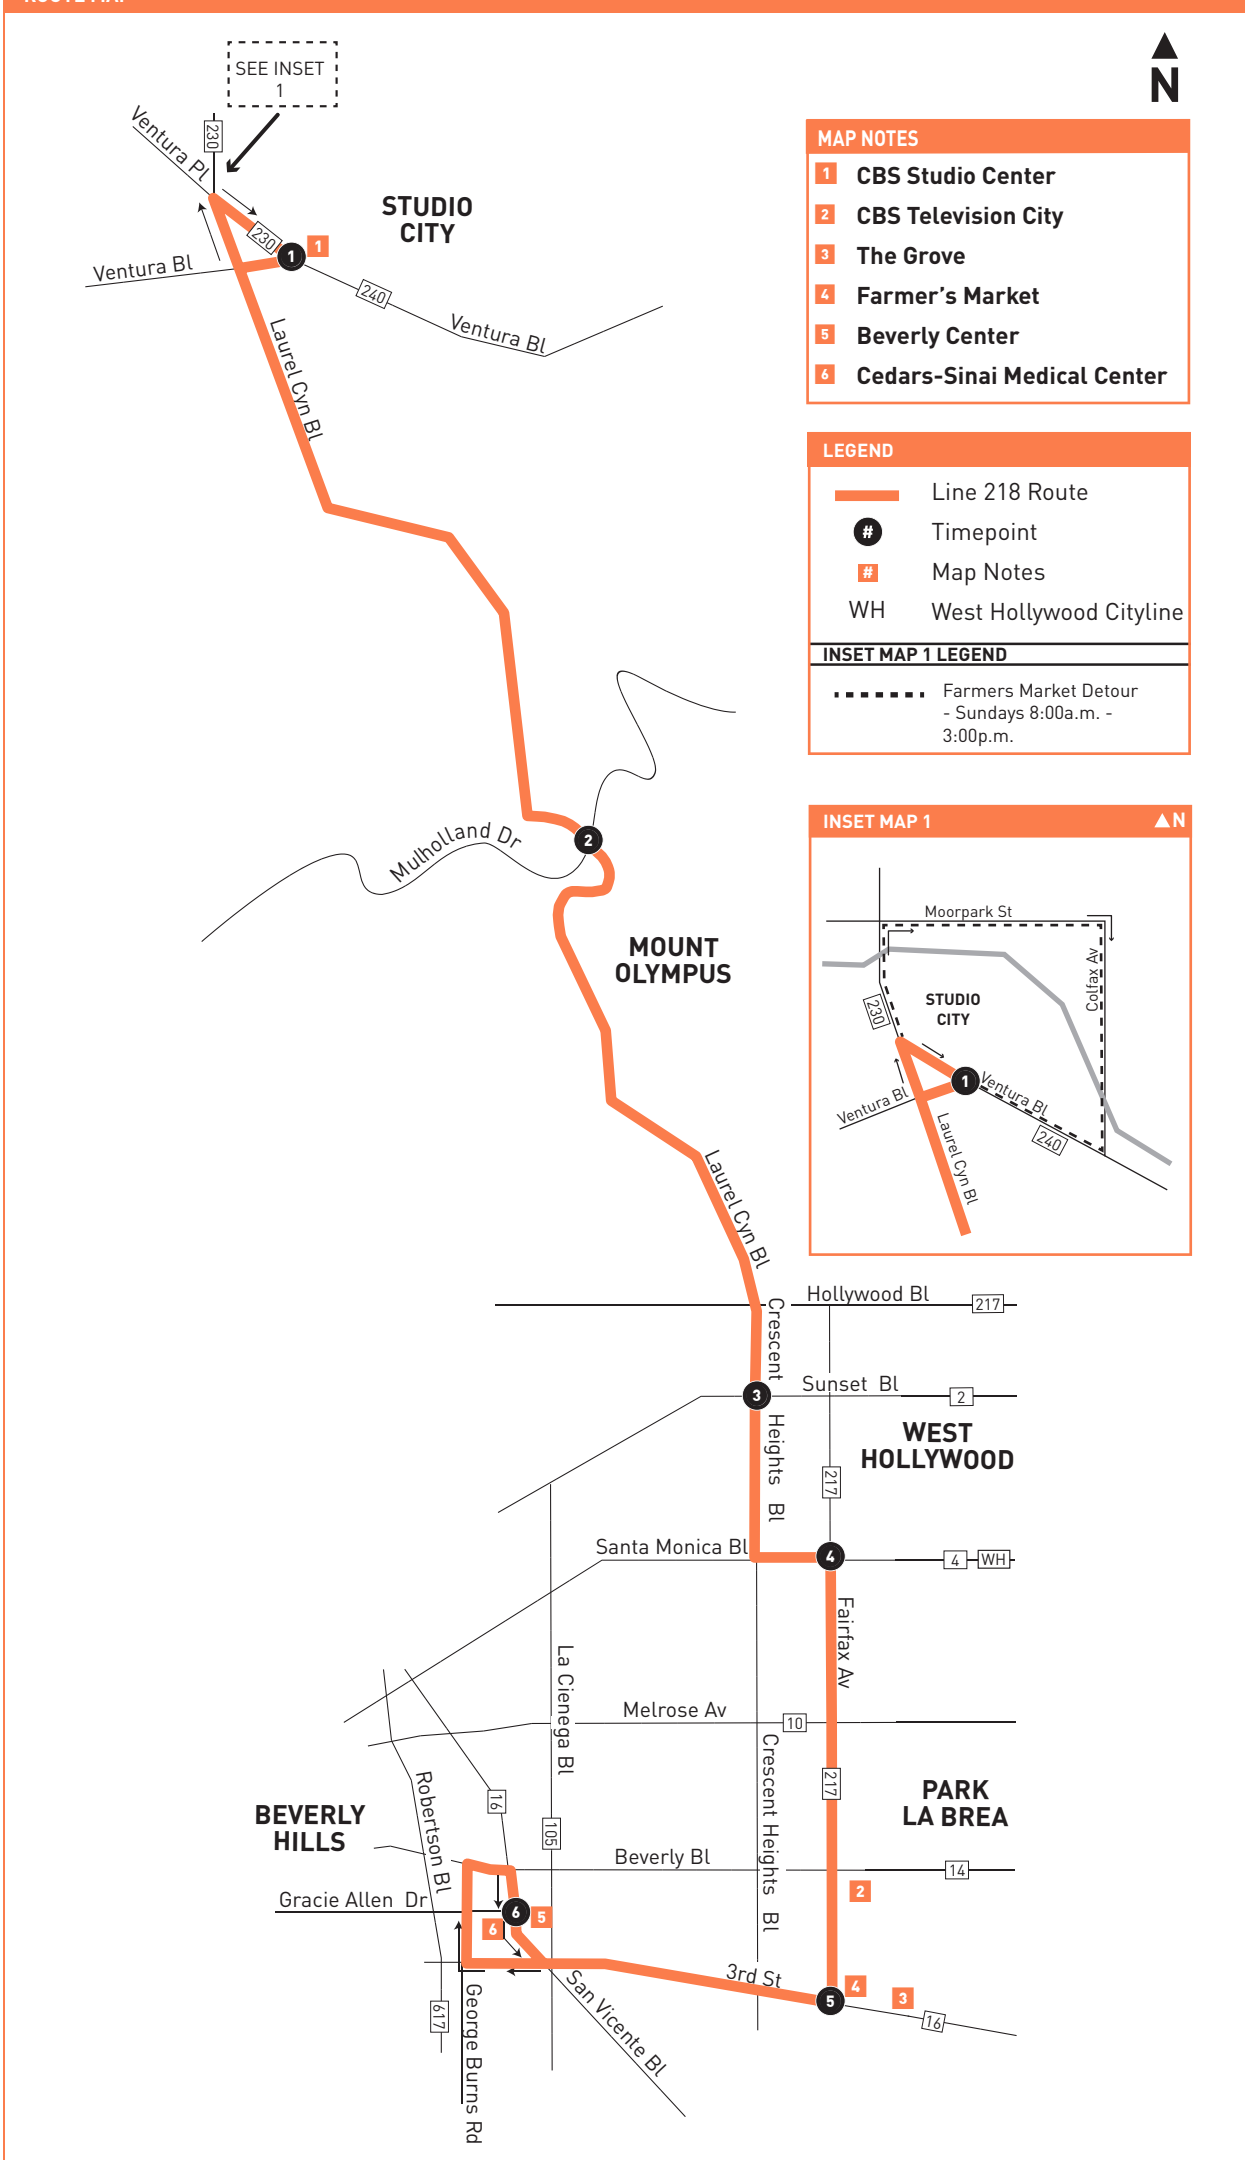 ROUTE MAP
SEE INSET
1
N
Ventura Pl
230
STUDIO
CITY
230
1
1
Ventura Bl
240
Ventura Bl
Laurel Cyn Bl
MAP NOTES
1 CBS Studio Center
2 CBS Television City
3 The Grove
4 Farmer’s Market
5 Beverly Center
6 Cedars-Sinai Medical Center
LEGEND
Line 218 Route
# Timepoint
# Map Notes
WH West Hollywood Cityline
INSET MAP 1 LEGEND
Farmers Market Detour
- Sundays 8:00a.m. -
3:00p.m.
2
Mulholland Dr
MOUNT
OLYMPUS
INSET MAP 1
N
Moorpark St
Colfax Av
230
STUDIO
CITY
1
Ventura Bl
Ventura Bl
240
Laurel Cyn Bl
Laurel Cyn Bl
Hollywood Bl
217
Crescent
Heights Bl
3
Sunset Bl
2
WEST
HOLLYWOOD
217
Santa Monica Bl
4
4
WH
Fairfax Av
La Cienega Bl
Melrose Av
10
Crescent Heights Bl
217
PARK
LA BREA
Robertson Bl
16
105
BEVERLY
HILLS
Beverly Bl
14
2
Gracie Allen Dr
6
5
6
3rd St
4
3
5
16
San Vicente Bl
617
George Burns Rd